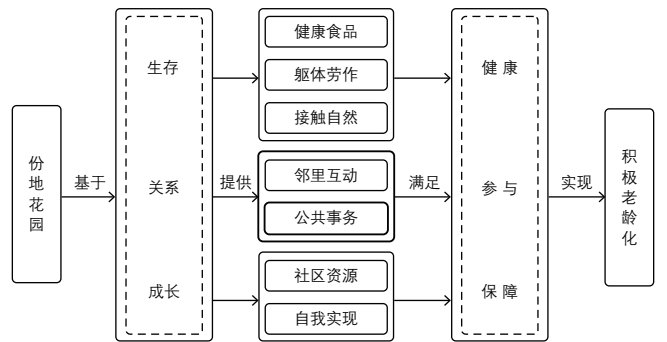 份地花园
基于
生存
关系
成长
提供
健康食品
躯体劳作
接触自然
邻里互动
公共事务
社区资源
自我实现
满足
健康
参与
保障
实现
积极老龄化